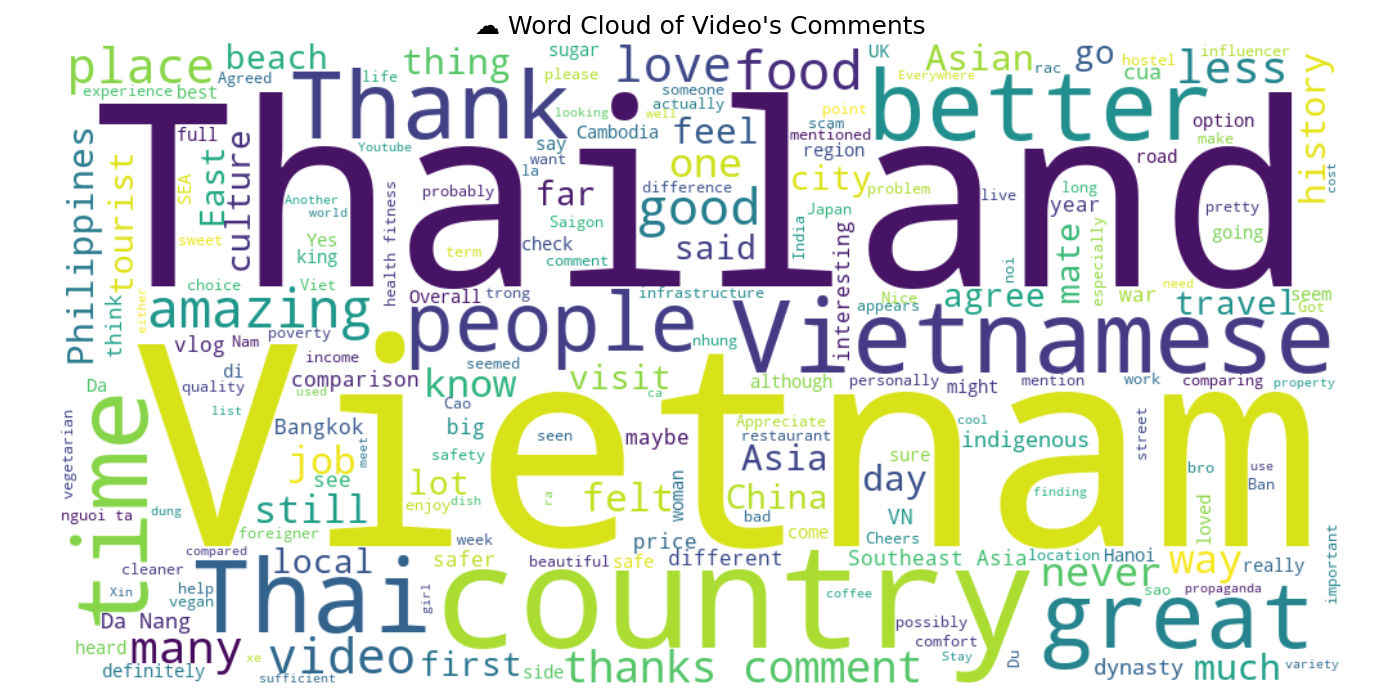 ☁ Word Cloud of Video's Comments
place
beach
Agreed
experience
best
thing
life
sugar
please
love
food
UK
Asian
rac
go
hostel
cua
influencer
less
Everywhere
Thank
looking
someone
actually
well
Thailand
better
point
scam
mentioned
region
option
make
road
history
cost
Philippines
tourist
SEA
full
East
culture
Youtube
Cambodia
say
want
la
feel
one
city
problem
live
long
year
pretty
going
Another
world
sweet
Yes
king
health fitness
probably
far
difference
good
Saigon
said
check
term
comment
Japan
India
interesting
noi
mate
especially
choice
Viet
either
think
amazing
Overall
trong
infrastructure
Nice
appears
agree
war
need
travel
seem
Got
people
Vietnamese
nhung
vlog
Nam
poverty
income
seemed
di
quality
comparison
know
visit
although
personally
might
mention
work
comparing
property
Da
list
used
Cao
ca
Vietnam
time
vegetarian
Bangkok
meet
big
seen
maybe
Appreciate
restaurant
cool
indigenous
street
job
see
safety
Asia
day
sure
bro
use
Ban
lot
enjoy
dish
ra
felt
woman
China
finding
loved
nguoi ta
dung
still
foreigner
bad
come
VN
Cheers
week
price
compared
local
safer
beautiful
safe
different
Southeast Asia
location
Hanoi
way
really
important
cleaner
Xin
help
vegan
Thai
girl
country
coffee
never
sao
propaganda
great
Da Nang
heard
many
xe
definitely
video
sufficient
first
side
thanks comment
possibly
comfort
Stay
Du
dynasty
much
variety